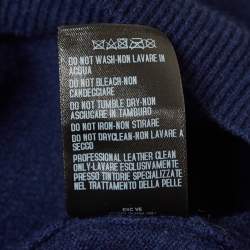 DO NOT WASH-NON LAVARE IN
ACQUA
DO NOT BLEACH-NON
CANDEGGIARE
DO NOT TUMBLE DRY-NON
ASCIUGARE IN TAMBURO
DO NOT IRON-NON STIRARE
DO NOT DRYCLEAN-NON LAVARE A
SECCO
PROFESSIONAL LEATHER CLEAN
ONLY-LAVARE ESCLUSIVAMENTE
PRESSO TINTORIE SPECIALIZZATE
NEL TRATTAMENTO DELLA PELLE
EXC VE